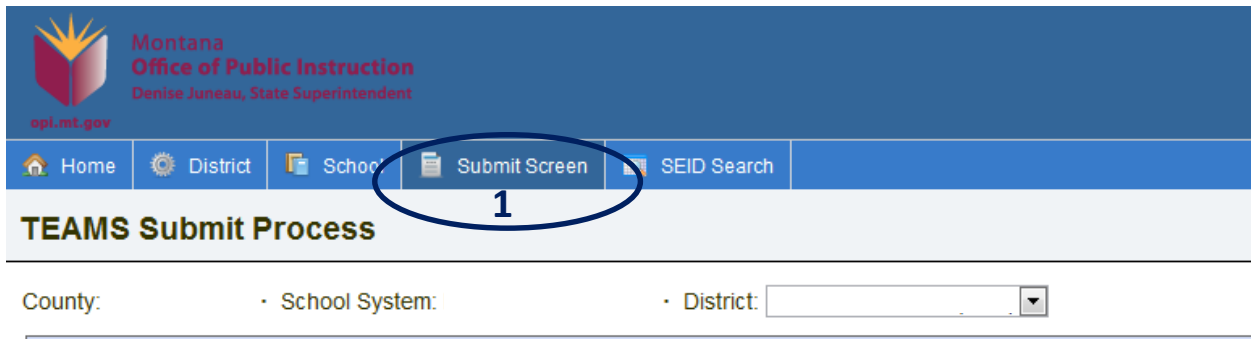 Montana
Office of Public Instruction
Denise Juneau, State Superintendent
opi.mt.gov
Home District School Submit Screen SEID Search
1
TEAMS Submit Process
County: · School System: · District: